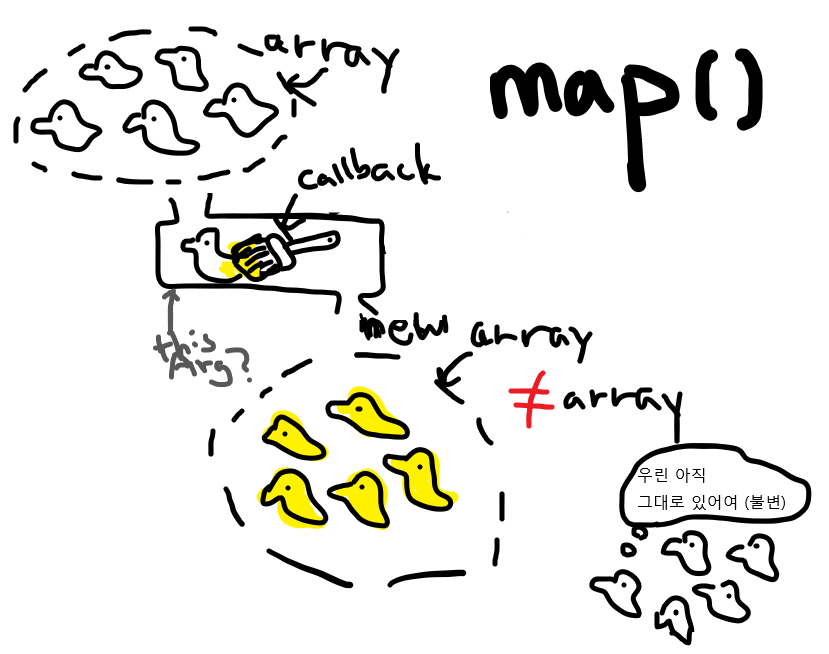 array
map()
callback
this
Arg?
new array
≠ array
우린 아직
그대로 있어여 (불변)